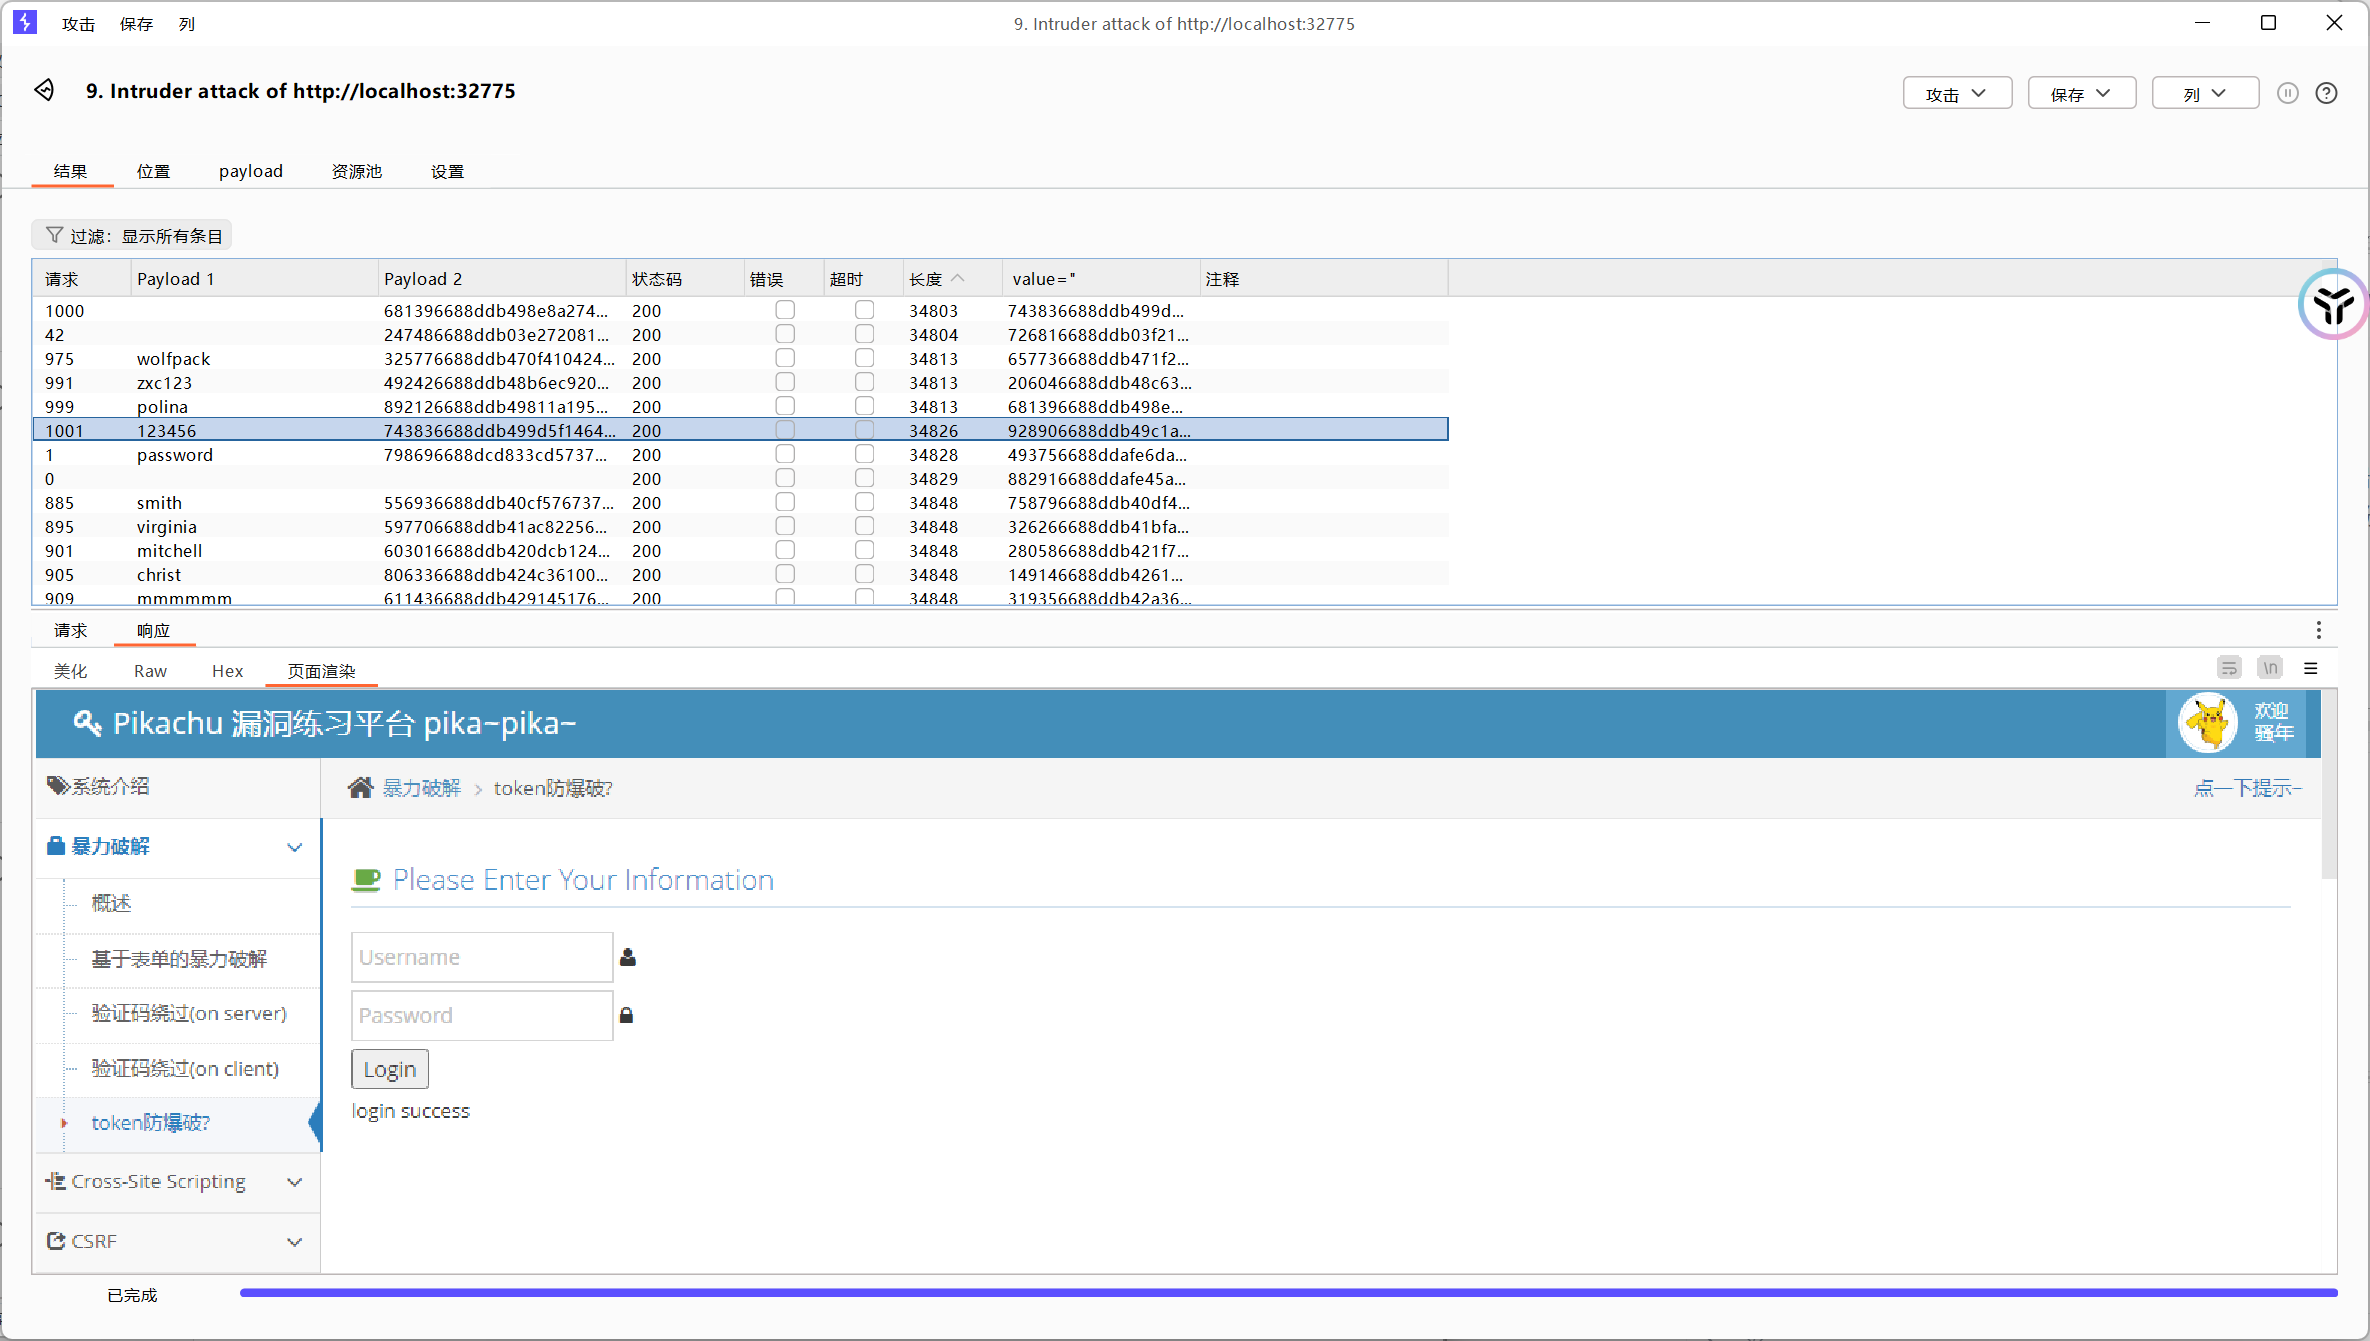 攻击 保存 列 9. Intruder attack of http://localhost:32775
9. Intruder attack of http://localhost:32775 攻击 保存 列
结果 位置 payload 资源池 设置
过滤：显示所有条目
请求 Payload 1 Payload 2 状态码 错误 超时 长度 value=" 注释
1000 681396688ddb498e8a274... 200 34803 743836688ddb499d...
42 247486688ddb03e272081... 200 34804 726816688ddb03f21...
975 wolfpack 325776688ddb470f410424... 200 34813 657736688ddb471f2...
991 zxc123 492426688ddb48b6ec920... 200 34813 206046688ddb48c63...
999 polina 892126688ddb49811a195... 200 34813 681396688ddb498e...
1001 123456 743836688ddb499d5f1464... 200 34826 928906688ddb49c1a...
1 password 798696688dcd833cd5737... 200 34828 493756688ddafe6da...
0 200 34829 882916688ddafe45a...
885 smith 556936688ddb40cf576737... 200 34848 758796688ddb40df4...
895 virginia 597706688ddb41ac82256... 200 34848 326266688ddb41bfa...
901 mitchell 603016688ddb420dcb124... 200 34848 280586688ddb421f7...
905 christ 806336688ddb424c36100... 200 34848 149146688ddb4261...
909 mmmmmm 611436688ddb429145176... 200 34848 319356688ddb42a36...
请求 响应
美化 Raw Hex 页面渲染 \n
Pikachu 漏洞练习平台 pika~pika~ 欢迎
骚年
系统介绍 暴力破解 > token防爆破? 点一下提示~
暴力破解
Please Enter Your Information
概述
Username
基于表单的暴力破解
验证码绕过(on server)
Password
验证码绕过(on client)
Login
login success
token防爆破?
Cross-Site Scripting
CSRF
已完成